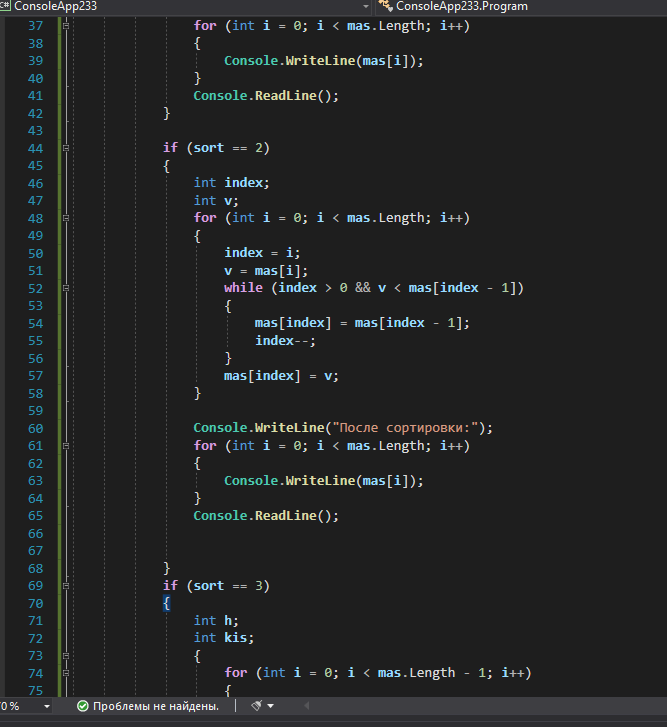 C# ConsoleApp233 ConsoleApp233.Program
37 for (int i = 0; i < mas.Length; i++)
38 {
39 Console.WriteLine(mas[i]);
40 }
41 Console.ReadLine();
42 }
43
44 if (sort == 2)
45 {
46 int index;
47 int v;
48 for (int i = 0; i < mas.Length; i++)
49 {
50 index = i;
51 v = mas[i];
52 while (index > 0 && v < mas[index - 1])
53 {
54 mas[index] = mas[index - 1];
55 index--;
56 }
57 mas[index] = v;
58 }
59
60 Console.WriteLine("После сортировки:");
61 for (int i = 0; i < mas.Length; i++)
62 {
63 Console.WriteLine(mas[i]);
64 }
65 Console.ReadLine();
66
67
68 }
69 if (sort == 3)
70 {
71 int h;
72 int kis;
73 {
74 for (int i = 0; i < mas.Length - 1; i++)
75 {
0 % Проблемы не найдены.